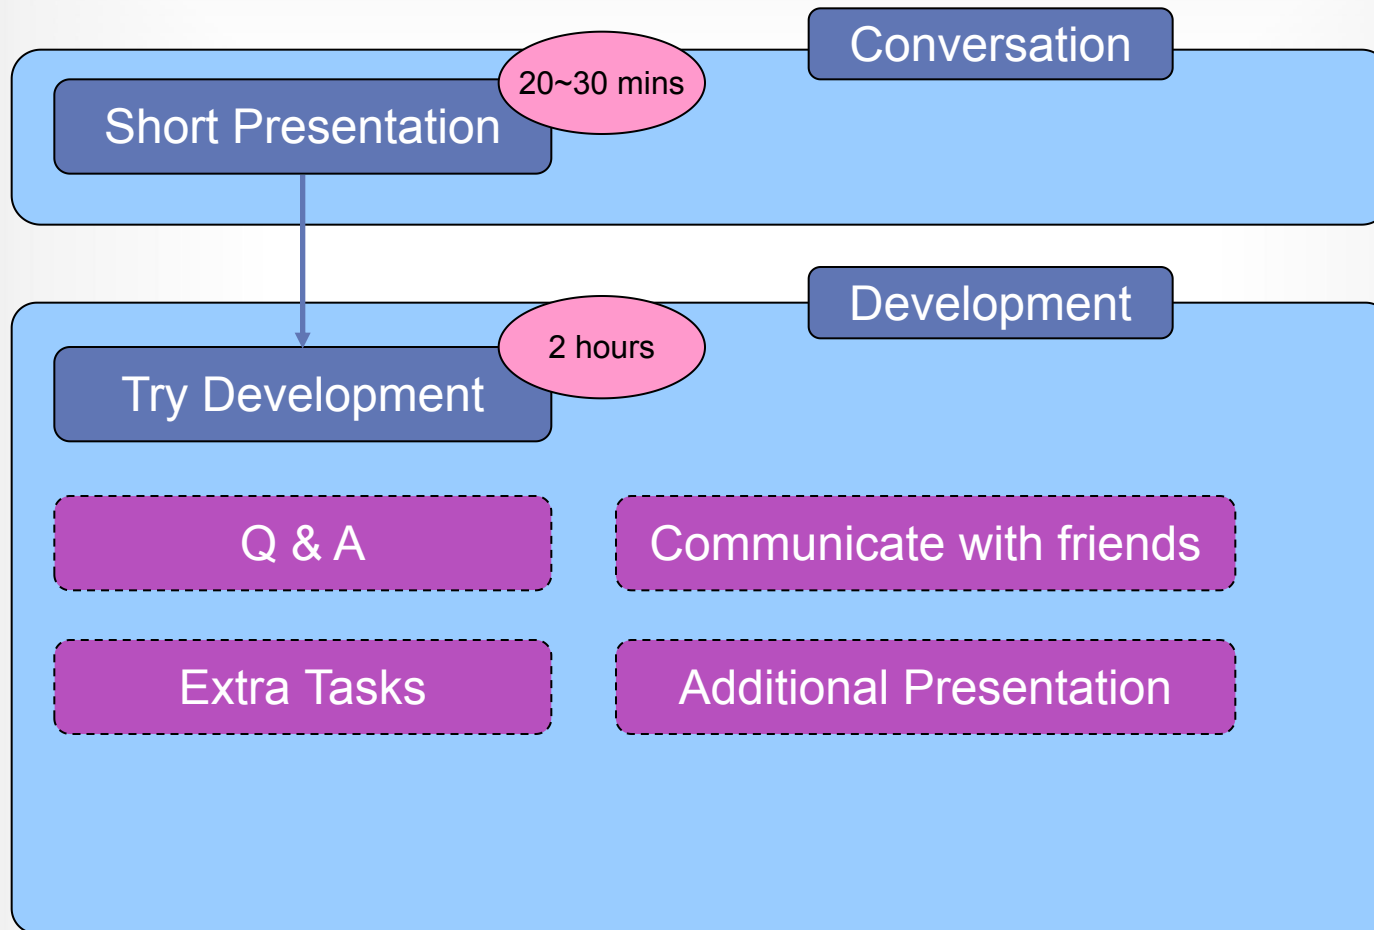 Conversation
20~30 mins
Short Presentation
Development
2 hours
Try Development
Q & A
Communicate with friends
Extra Tasks
Additional Presentation